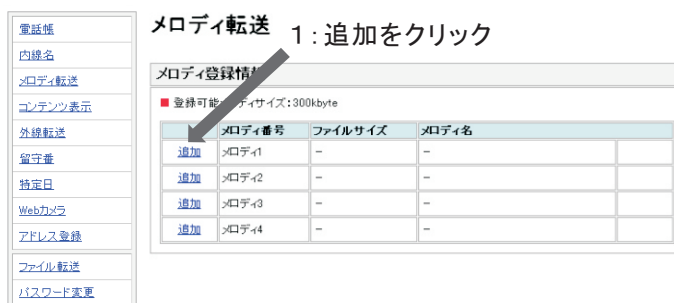 電話帳
内線名
メロディ転送
コンテンツ表示
外線転送
留守番
特定日
Webカメラ
アドレス登録
ファイル転送
パスワード変更
メロディ転送
1:追加をクリック
メロディ登録情
■ 登録可能 ディサイズ:300kbyte
メロディ番号 ファイルサイズ メロディ名
追加 メロディ1 - -
追加 メロディ2 - -
追加 メロディ3 - -
追加 メロディ4 - -